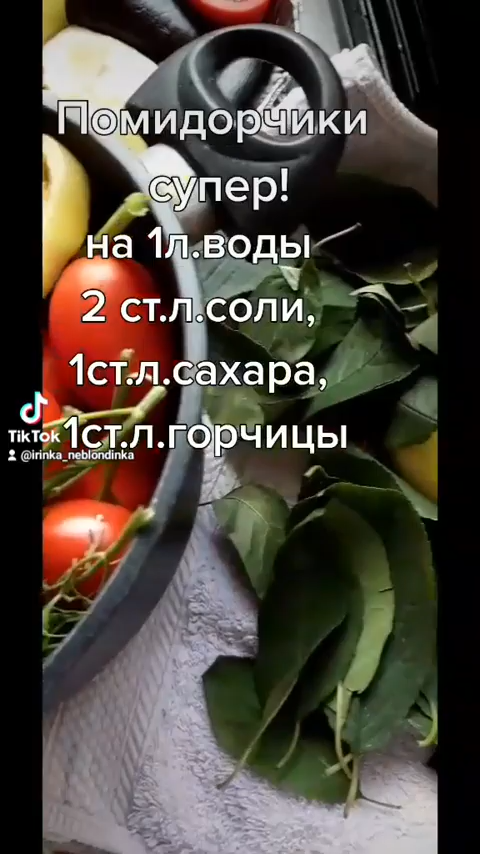 Помидорчики
супер!
на 1л.воды
2 ст.л.соли,
1ст.л.сахара,
1ст.л.горчицы
TikTok
@irinka_neblondinka